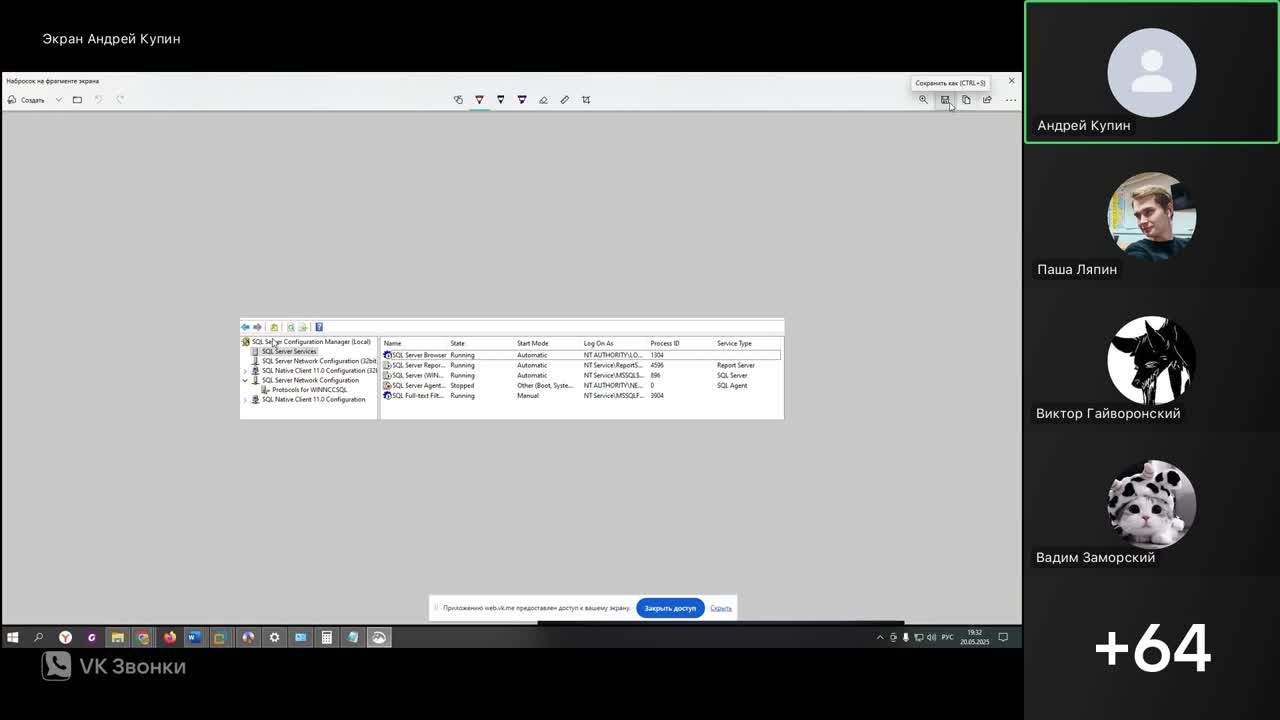 Экран Андрей Купин
Набросок на фрагменте экрана
Сохранить как (CTRL+S)
Создать
SQL Server Configuration Manager (Local)
SQL Server Services
SQL Server Network Configuration (32bit
SQL Native Client 11.0 Configuration (32l
SQL Server Network Configuration
Protocols for WINNCCSQL
SQL Native Client 11.0 Configuration
Name State Start Mode Log On As Process ID Service Type
SQL Server Browser Running Automatic NT AUTHORITY\LO... 1304
SQL Server Repor... Running Automatic NT Service\ReportS... 4596 Report Server
SQL Server (WIN... Running Automatic NT Service\MSSQL$... 896 SQL Server
SQL Server Agent... Stopped Other (Boot, Syste... NT AUTHORITY\NE... 0 SQL Agent
SQL Full-text Filt... Running Manual NT Service\MSSQLF... 3904
Приложению web.vk.me предоставлен доступ к вашему экрану.
Закрыть доступ
Скрыть
РУС
19:32
20.05.2025
VK Звонки
Андрей Купин
Паша Ляпин
Виктор Гайворонский
Вадим Заморский
+64